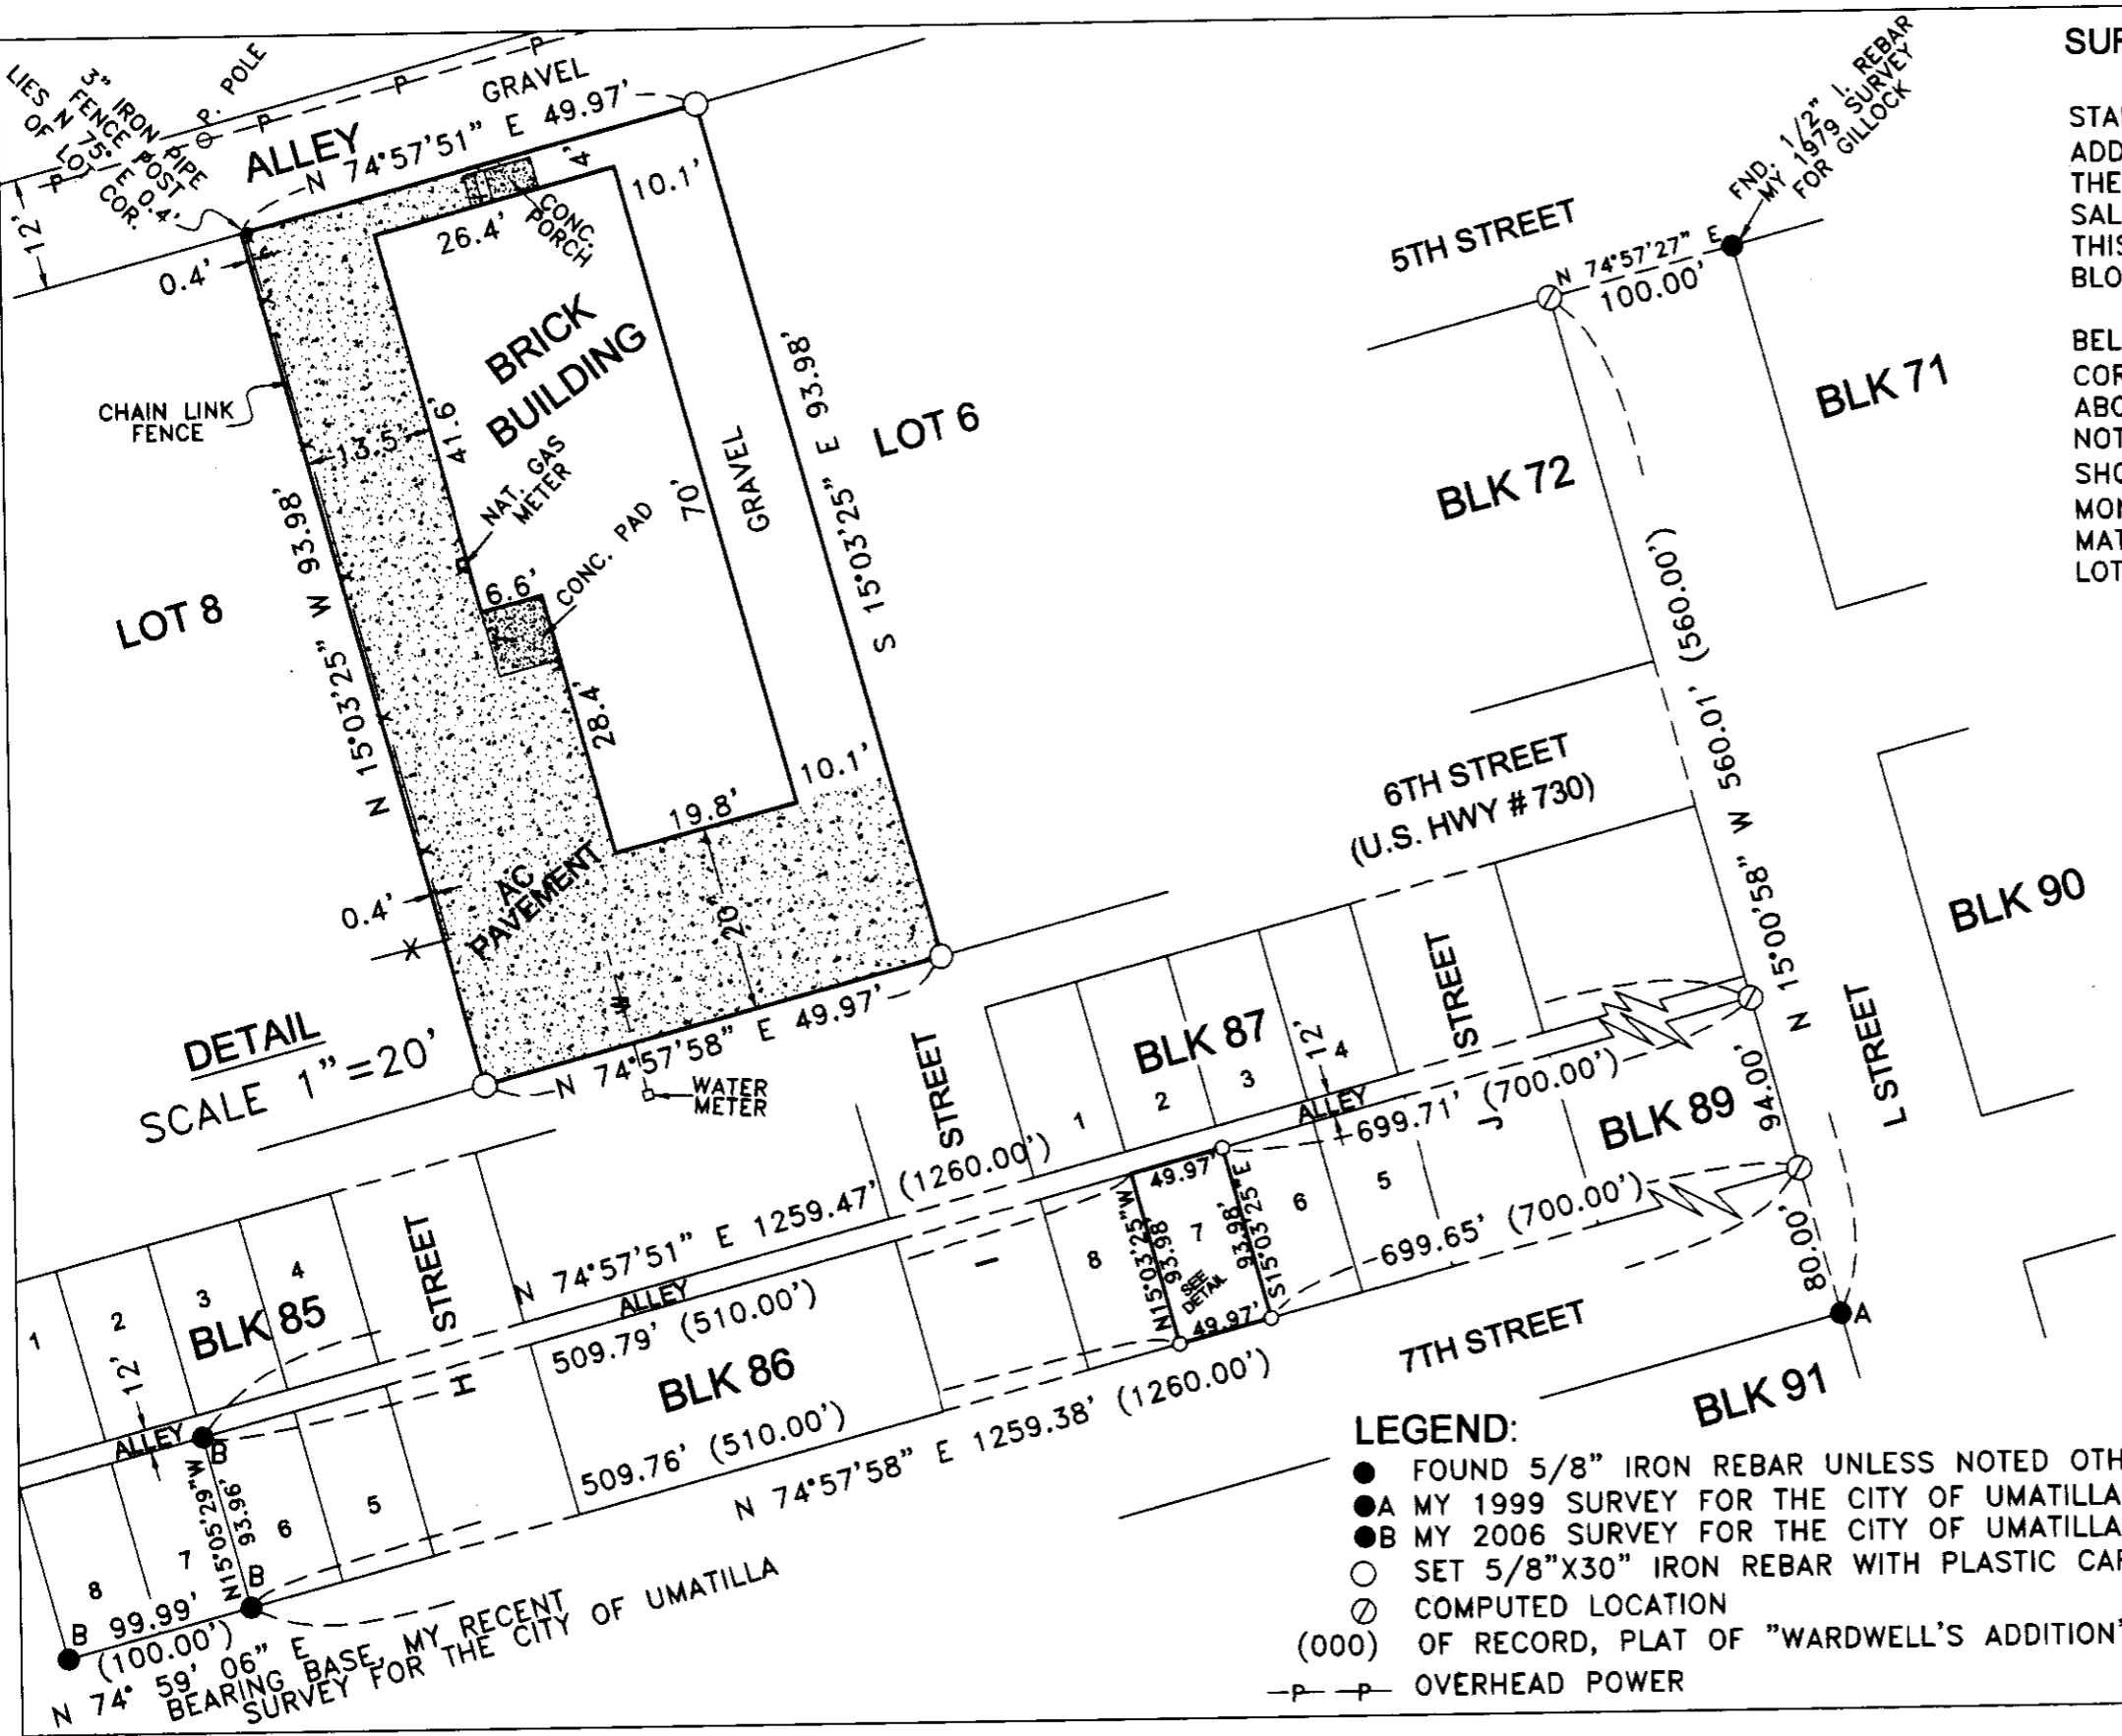 3" IRON PIPE
FENCE POST
LIES N 75° E 0.4'
OF LOT COR.
P. POLE
P
P
P
P
GRAVEL
ALLEY
N 74°57'51" E 49.97'
12'
0.4'
26.4'
4'
10.1'
CONC.
PORCH
BRICK
BUILDING
CHAIN LINK
FENCE
13.5
41.6'
NAT. GAS
METER
6.6'
CONC. PAD
70'
GRAVEL
S 15°03'25" E 93.98'
LOT 6
LOT 8
N 15°03'25" W 93.98'
28.4'
10.1'
19.8'
0.4'
AC
PAVEMENT
20'
W
N 74°57'58" E 49.97'
WATER
METER
DETAIL
SCALE 1"=20'
5TH STREET
FND. 1/2" I. REBAR
MY 1979 SURVEY
FOR GILLOCK
N 74°57'27" E
100.00'
BLK 71
BLK 72
N 15°00'58" W 560.01' (560.00')
6TH STREET
(U.S. HWY #730)
BLK 90
L STREET
94.00'
80.00'
A
BLK 87
1
2
3
4
12'
ALLEY
STREET
J
STREET
I
699.71' (700.00')
BLK 89
699.65' (700.00')
49.97'
N15°03'25"W
93.98'
7
SEE
DETAIL
93.98'
S15°03'25"E
49.97'
8
6
5
7TH STREET
BLK 91
N 74°57'51" E 1259.47' (1260.00')
ALLEY
509.79' (510.00')
BLK 86
509.76' (510.00')
N 74°57'58" E 1259.38' (1260.00')
STREET
H
1
2
3
4
BLK 85
12'
ALLEY
B
N15°05'29"W
93.96'
8
7
6
5
B
B
99.99'
(100.00')
N 74° 59' 06" E
BEARING BASE, MY RECENT
SURVEY FOR THE CITY OF UMATILLA
LEGEND:
FOUND 5/8" IRON REBAR UNLESS NOTED OTH
A MY 1999 SURVEY FOR THE CITY OF UMATILLA
B MY 2006 SURVEY FOR THE CITY OF UMATILLA
SET 5/8"X30" IRON REBAR WITH PLASTIC CAP
COMPUTED LOCATION
(000) OF RECORD, PLAT OF "WARDWELL'S ADDITION"
P P OVERHEAD POWER
SUR
STA
ADD
THE
SAL
THIS
BLO
BEL
COR
ABO
NOT
SHO
MON
MAT
LOT